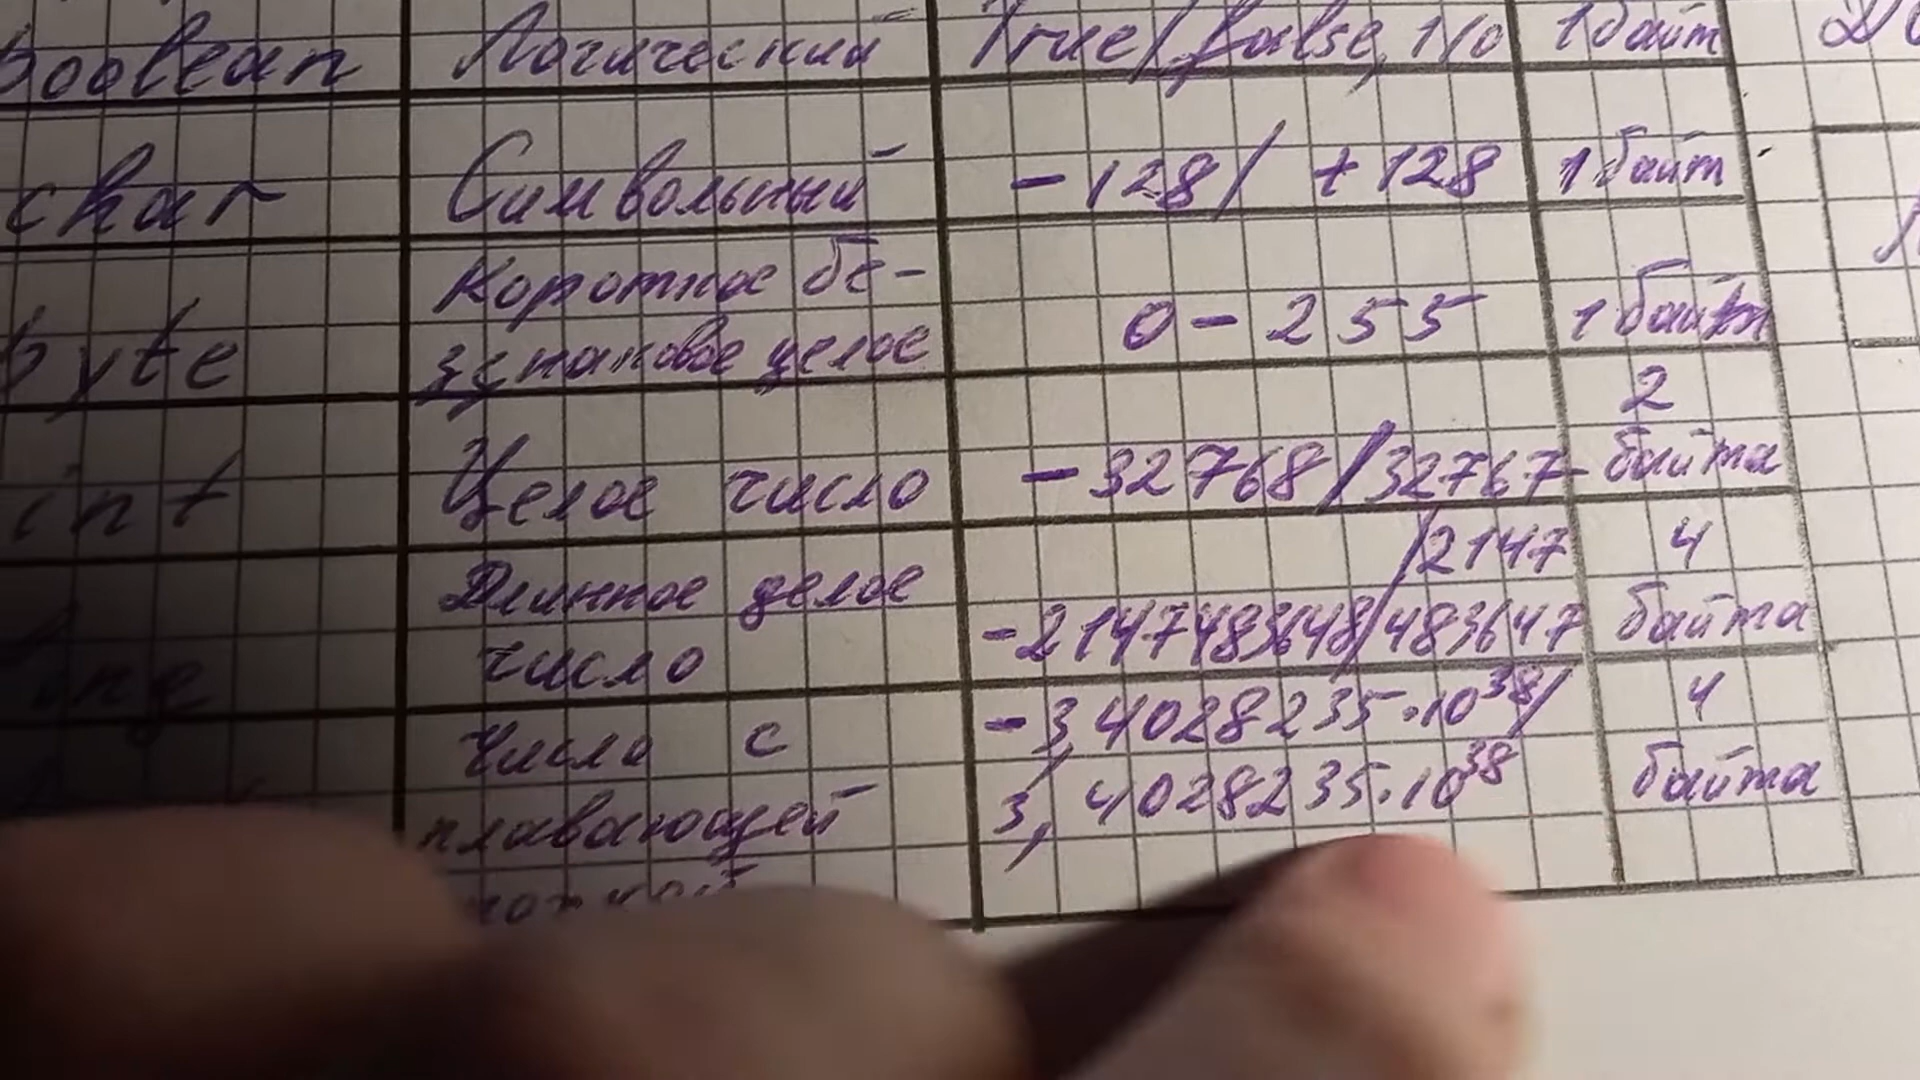 boolean Логический True/false, 1/0 1 байт
char Символьный -128/ +128 1 байт
Короткое бе-
byte ззнаковое целое 0-255 1 байт
2
int Целое число -32768/32767 байта
Длинное целое /2147 4
число -2147483648/483647 байта
Число с -3,4028235·10³⁸/ 4
плавающей 3,4028235·10³⁸ байта